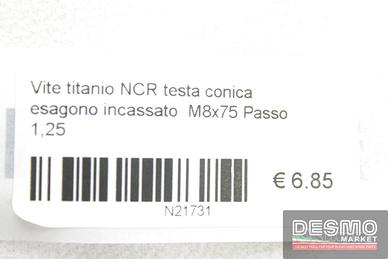 Vite titanio NCR testa conica
esagono incassato M8x75 Passo
1,25
€ 6.85
N21731
DESMO
MARKET